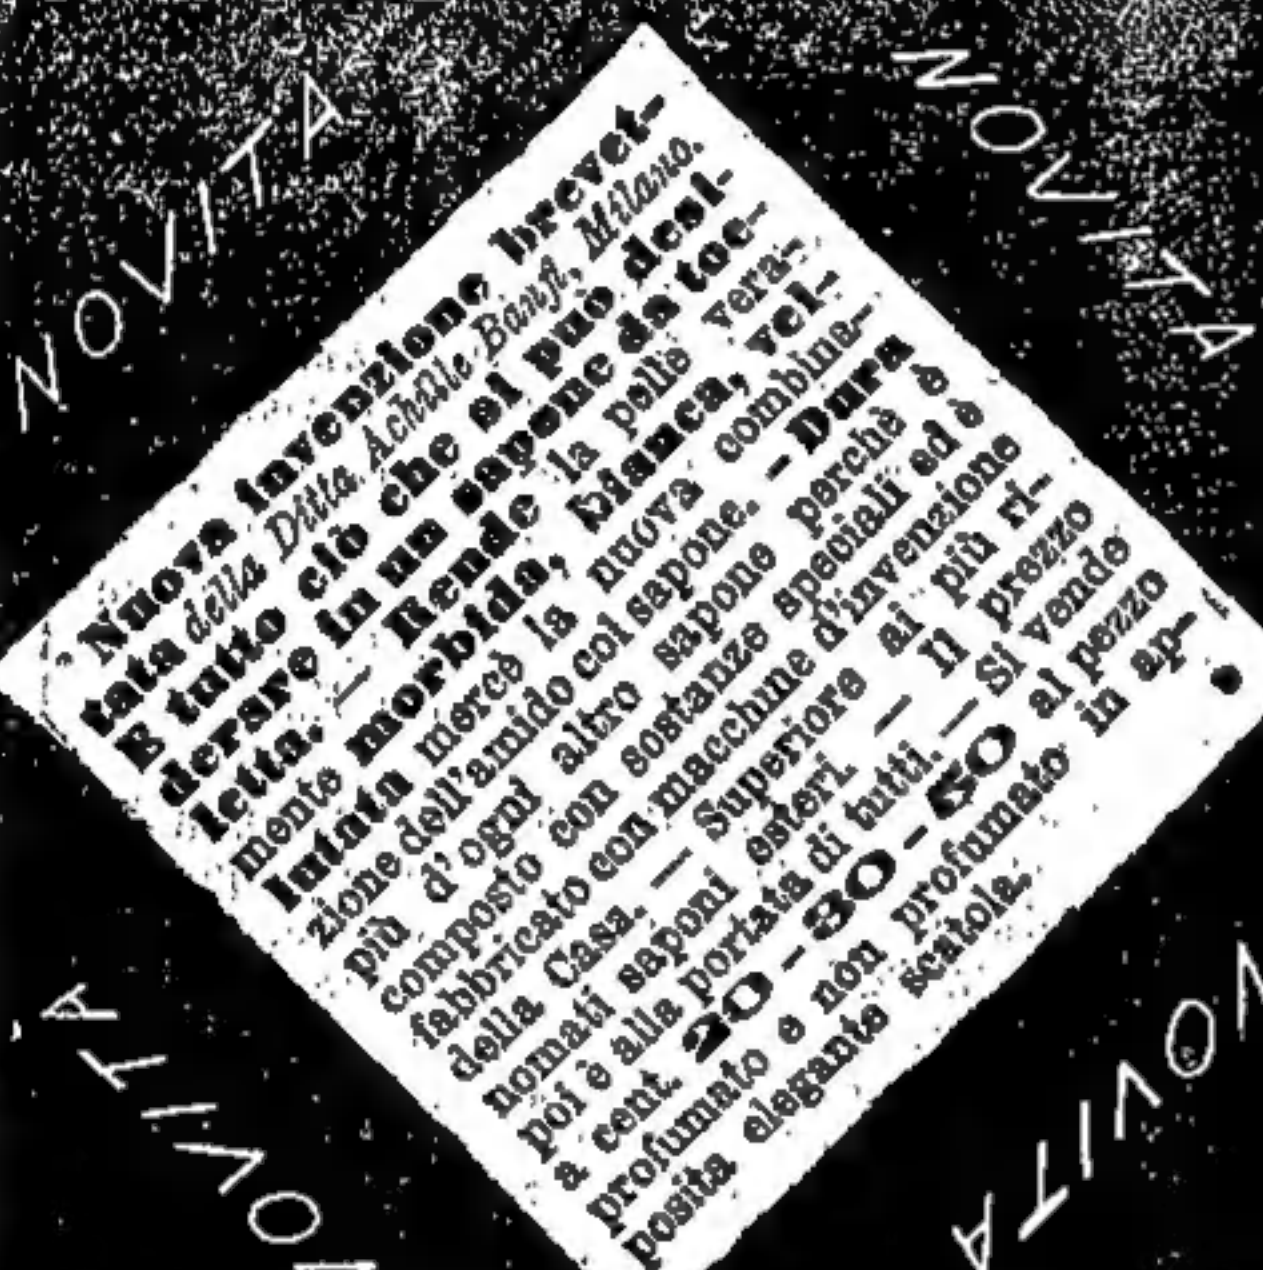 NOVITA
NOVITA
Nuova invenzione brevet-
tata della Ditta Achille Banfi, Milano.
E tutto ciò che si può desi-
derare in un sapone da toe-
letta. — Rende la pelle vera-
mente morbida, bianca, vel-
lutata mercè la nuova combina-
zione dell'amido col sapone. — Dura
più d'ogni altro sapone perchè è
composto con sostanze speciali ed è
fabbricato con macchine d'invenzione
della Casa. — Superiore ai più ri-
nomati saponi esteri. — Il prezzo
poi è alla portata di tutti. — Si vende
a cent. 20 - 30 - 50 al pezzo
profumato e non profumato in ap-
posita elegante scatola.
NOVITA
OVITA